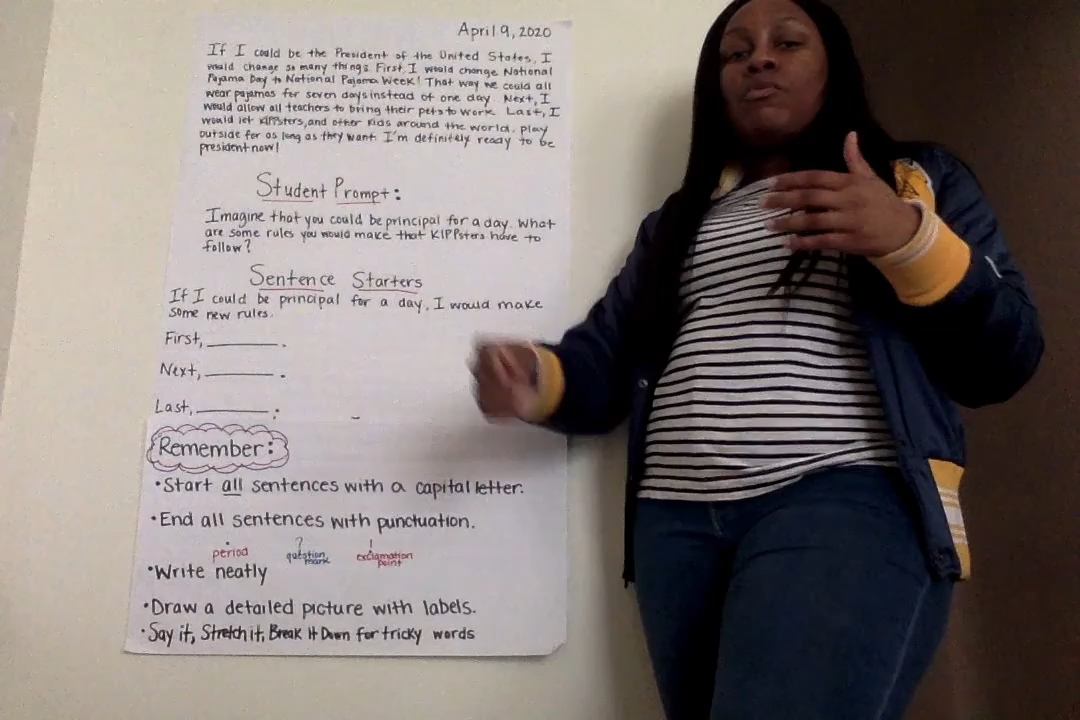 April 9, 2020
If I could be the President of the United States, I
would change so many things. First, I would change National
Pajama Day to National Pajama Week! That way we could all
wear pajamas for seven days instead of one day. Next, I
would allow all teachers to bring their pets to work. Last, I
would let KIPPsters, and other kids around the world, play
outside for as long as they want. I'm definitely ready to be
president now!
Student Prompt:
Imagine that you could be principal for a day. What
are some rules you would make that KIPPsters have to
follow?
Sentence Starters
If I could be principal for a day, I would make
some new rules.
First, ________.
Next, ________.
Last, ________.
Remember:
• Start all sentences with a capital letter.
• End all sentences with punctuation.
. ? !
period question mark exclamation point
• Write neatly
• Draw a detailed picture with labels.
• Say it, Stretch it, Break It Down for tricky words